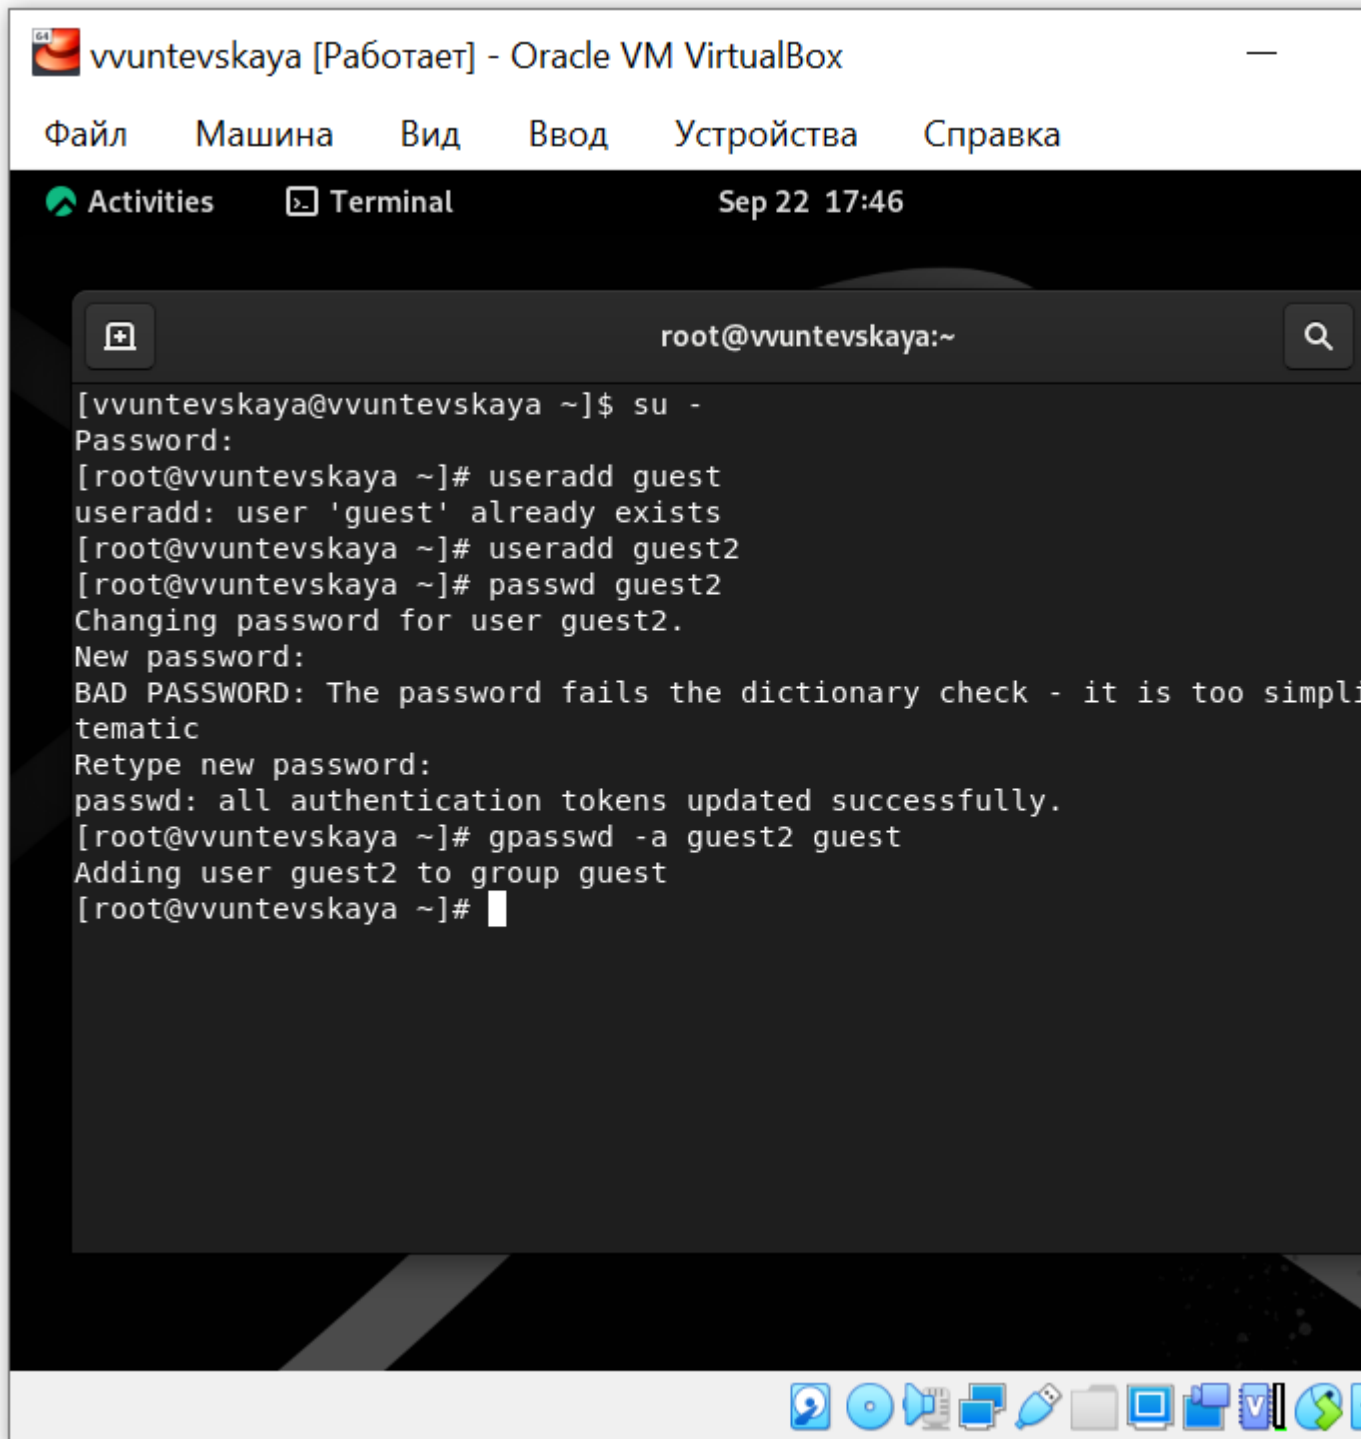 vvuntevskaya [Работает] - Oracle VM VirtualBox
Файл Машина Вид Ввод Устройства Справка
Activities Terminal Sep 22 17:46
root@vvuntevskaya:~
[vvuntevskaya@vvuntevskaya ~]$ su -
Password:
[root@vvuntevskaya ~]# useradd guest
useradd: user 'guest' already exists
[root@vvuntevskaya ~]# useradd guest2
[root@vvuntevskaya ~]# passwd guest2
Changing password for user guest2.
New password:
BAD PASSWORD: The password fails the dictionary check - it is too simpli
tematic
Retype new password:
passwd: all authentication tokens updated successfully.
[root@vvuntevskaya ~]# gpasswd -a guest2 guest
Adding user guest2 to group guest
[root@vvuntevskaya ~]#